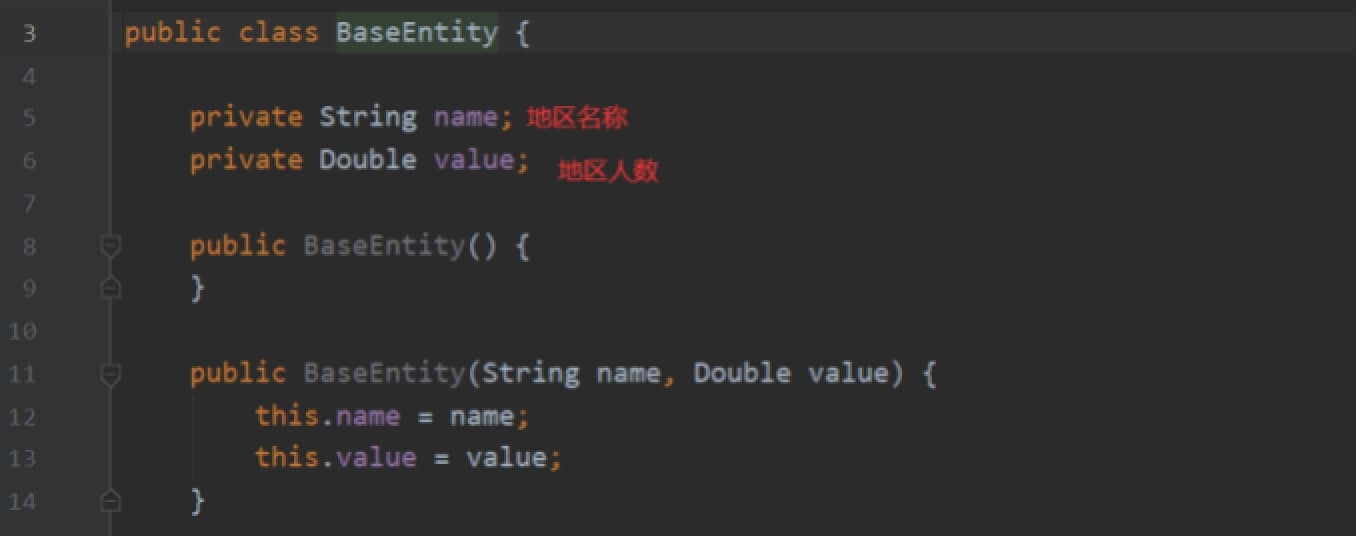 3 public class BaseEntity {
4
5 private String name; 地区名称
6 private Double value; 地区人数
7
8 public BaseEntity() {
9 }
10
11 public BaseEntity(String name, Double value) {
12 this.name = name;
13 this.value = value;
14 }